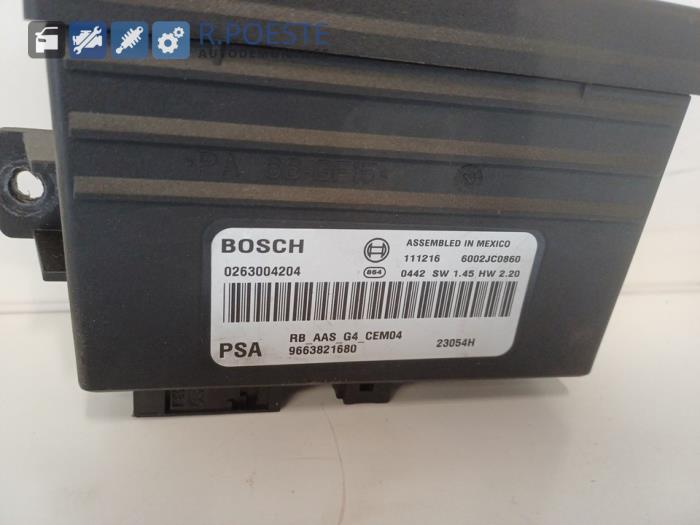 R.POESTE
BOSCH
ASSEMBLED IN MEXICO
111216 6002JC0860
0263004204
864 0442 SW 1.45 HW 2.20
RB_AAS_G4_CEM04
PSA 9663821680 23054H